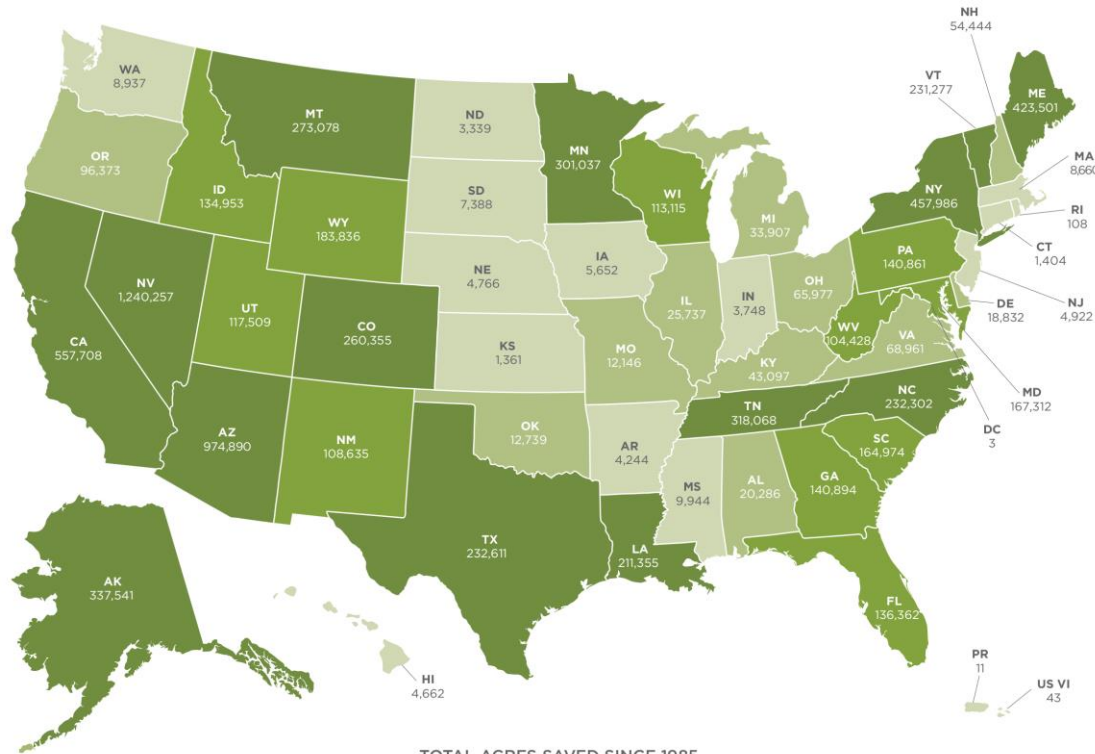 NH
54,444
WA
8,937
VT
231,277
ME
423,501
MT
273,078
ND
3,339
MN
301,037
OR
96,373
ID
134,953
MA
8,660
WI
113,115
NY
457,986
SD
7,388
WY
183,836
MI
33,907
RI
108
CT
1,404
PA
140,861
IA
5,652
NE
4,766
NV
1,240,257
UT
117,509
OH
65,977
NJ
4,922
IL
25,737
IN
3,748
DE
18,832
CO
260,355
WV
104,428
VA
68,961
CA
557,708
KS
1,361
MO
12,146
KY
43,097
MD
167,312
NC
232,302
TN
318,068
DC
3
AZ
974,890
NM
108,635
OK
12,739
AR
4,244
SC
164,974
MS
9,944
AL
20,286
GA
140,894
TX
232,611
LA
211,355
AK
337,541
FL
136,362
HI
4,662
PR
11
US VI
43
TOTAL ACRES SAVED SINCE 1985